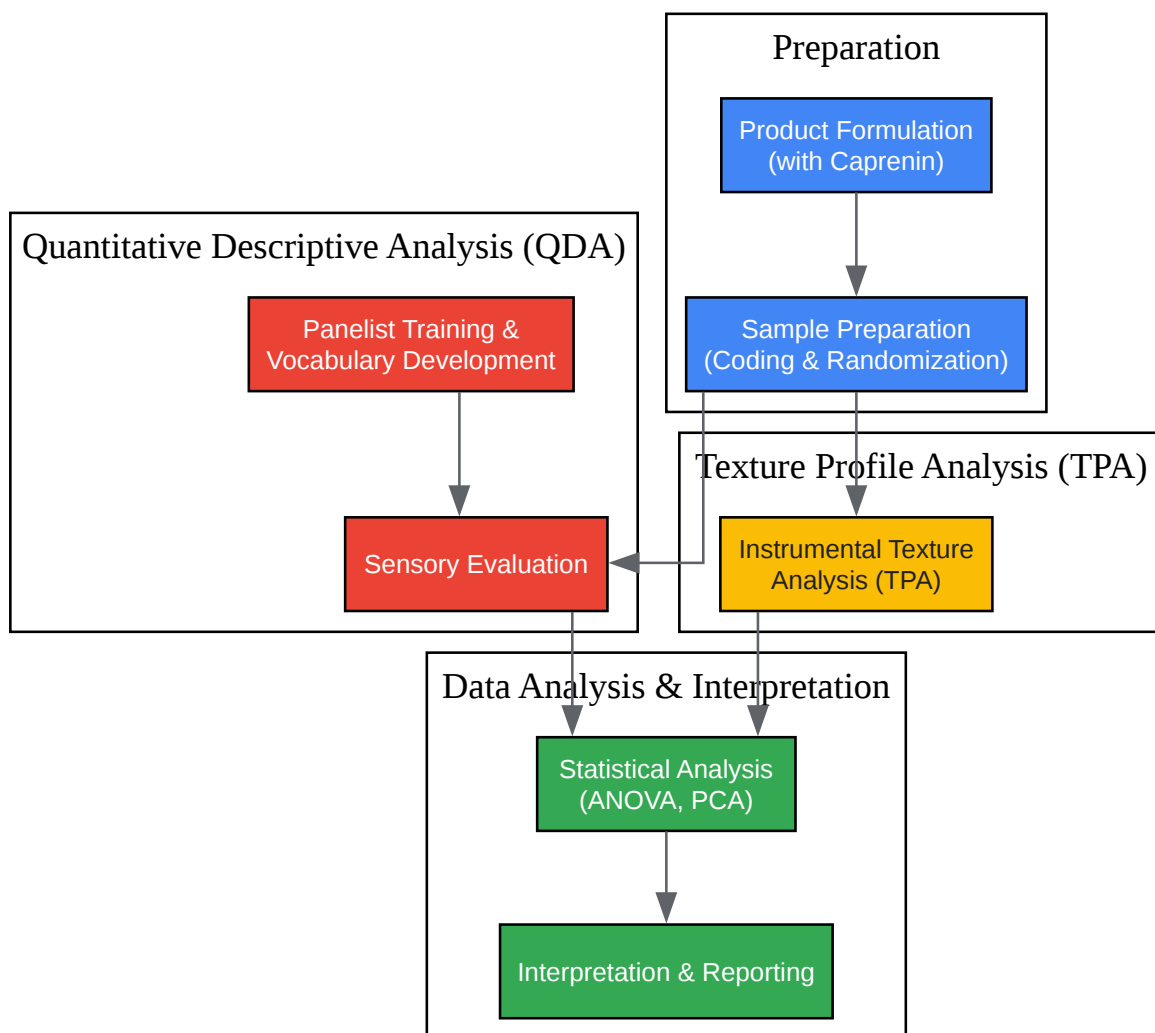 Preparation
Product Formulation
(with Caprenin)
Quantitative Descriptive Analysis (QDA)
Panelist Training &
Vocabulary Development
Sample Preparation
(Coding & Randomization)
Texture Profile Analysis (TPA)
Sensory Evaluation
Instrumental Texture
Analysis (TPA)
Data Analysis & Interpretation
Statistical Analysis
(ANOVA, PCA)
Interpretation & Reporting